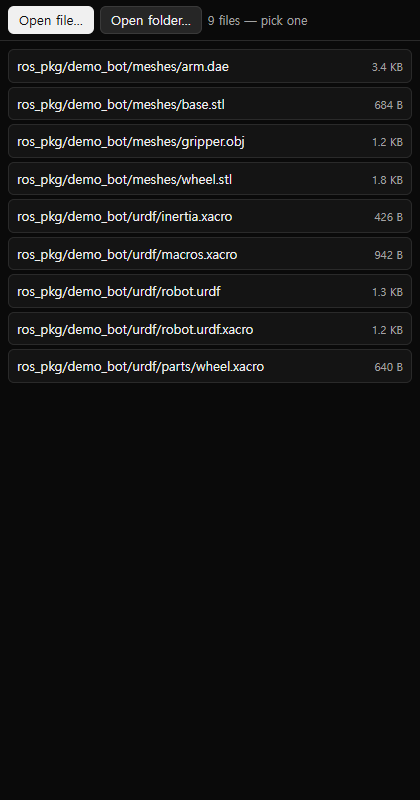 Open file... Open folder... 9 files — pick one
ros_pkg/demo_bot/meshes/arm.dae 3.4 KB
ros_pkg/demo_bot/meshes/base.stl 684 B
ros_pkg/demo_bot/meshes/gripper.obj 1.2 KB
ros_pkg/demo_bot/meshes/wheel.stl 1.8 KB
ros_pkg/demo_bot/urdf/inertia.xacro 426 B
ros_pkg/demo_bot/urdf/macros.xacro 942 B
ros_pkg/demo_bot/urdf/robot.urdf 1.3 KB
ros_pkg/demo_bot/urdf/robot.urdf.xacro 1.2 KB
ros_pkg/demo_bot/urdf/parts/wheel.xacro 640 B